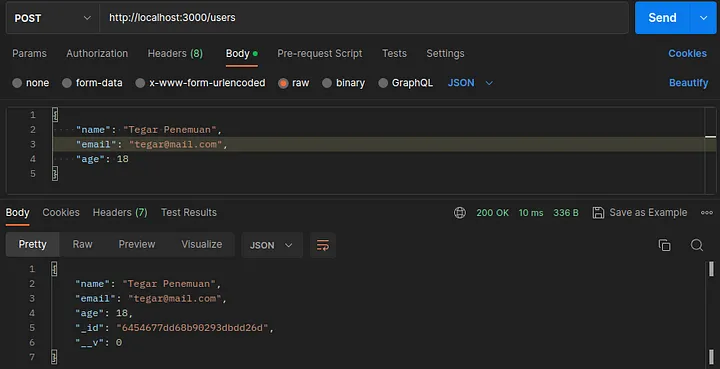 POST http://localhost:3000/users Send
Params Authorization Headers (8) Body Pre-request Script Tests Settings Cookies
none form-data x-www-form-urlencoded raw binary GraphQL JSON Beautify
1 {
2 "name": "Tegar Penemuan",
3 "email": "tegar@mail.com",
4 "age": 18
5 }
Body Cookies Headers (7) Test Results 200 OK 10 ms 336 B Save as Example
Pretty Raw Preview Visualize JSON
1 {
2 "name": "Tegar Penemuan",
3 "email": "tegar@mail.com",
4 "age": 18,
5 "_id": "6454677dd68b90293dbdd26d",
6 "__v": 0
7 }